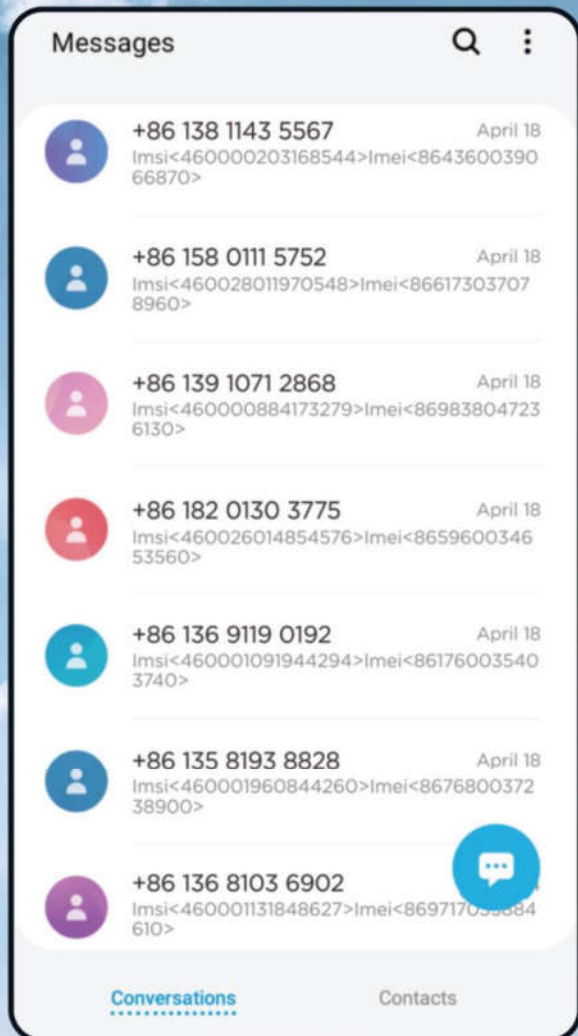 Messages
+86 138 1143 5567 April 18
Imsi<460000203168544>Imei<8643600390
66870>
+86 158 0111 5752 April 18
Imsi<460028011970548>Imei<86617303707
8960>
+86 139 1071 2868 April 18
Imsi<460000884173279>Imei<86983804723
6130>
+86 182 0130 3775 April 18
Imsi<460026014854576>Imei<8659600346
53560>
+86 136 9119 0192 April 18
Imsi<460001091944294>Imei<86176003540
3740>
+86 135 8193 8828 April 18
Imsi<460001960844260>Imei<8676800372
38900>
+86 136 8103 6902
610>
Conversations Contacts